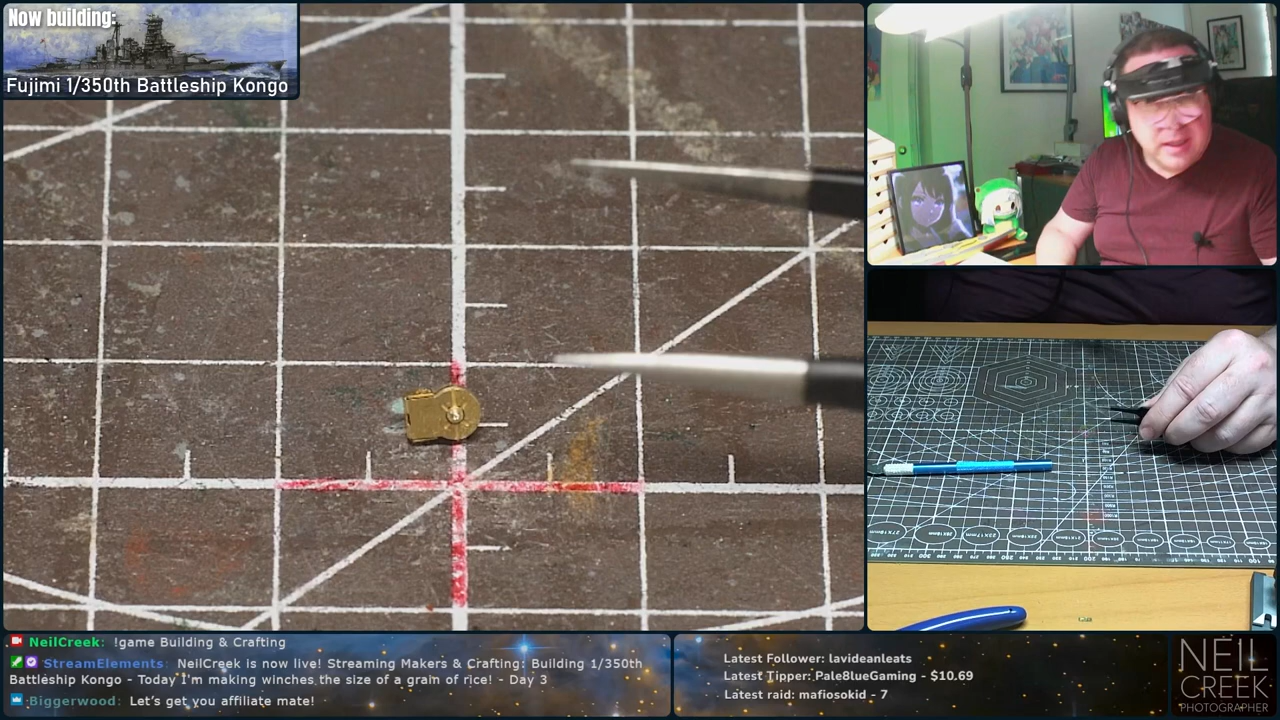 Now building:
Fujimi 1/350th Battleship Kongo
NeilCreek: !game Building & Crafting
StreamElements: NeilCreek is now live! Streaming Makers & Crafting: Building 1/350th
Battleship Kongo - Today I'm making winches the size of a grain of rice! - Day 3
Biggerwood: Let's get you affiliate mate!
Latest Follower: lavideanleats
Latest Tipper: Pale8lueGaming - $10.69
Latest raid: mafiosokid - 7
NEIL
CREEK
PHOTOGRAPHER